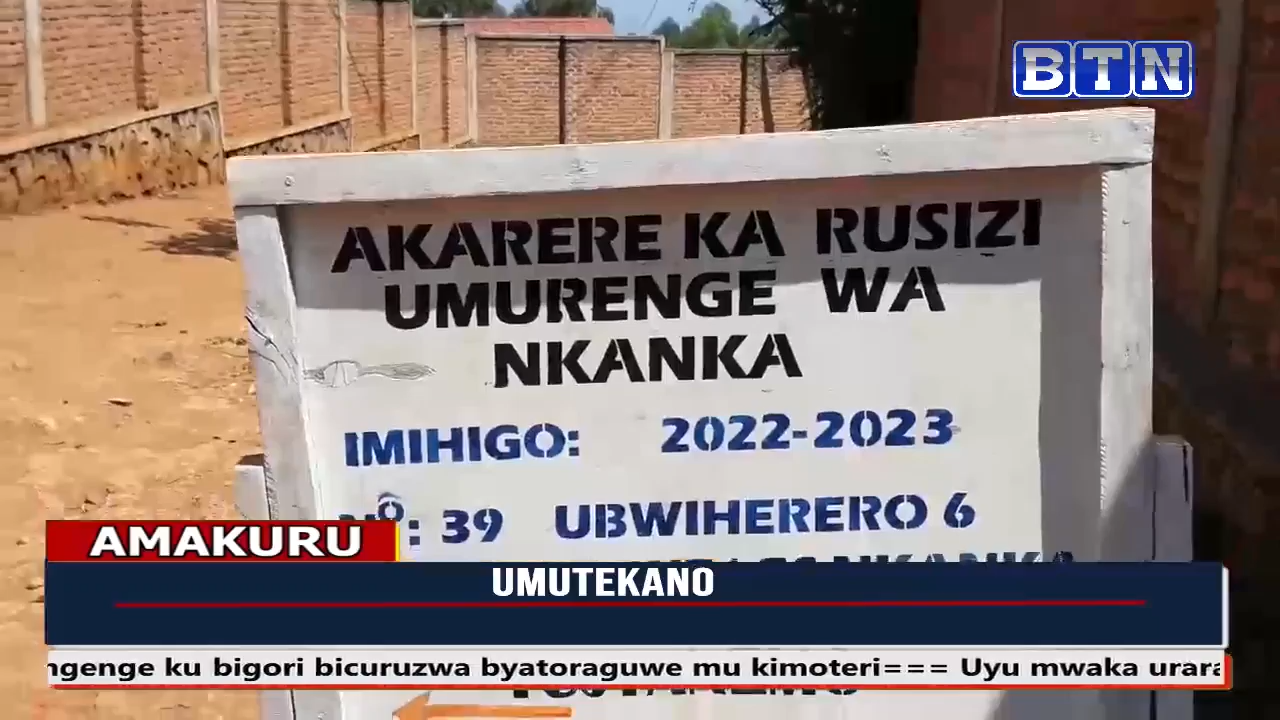 BTN
AKARERE KA RUSIZI
UMURENGE WA
NKANKA
IMIHIGO: 2022-2023
Nº: 39 UBWIHERERO 6
AMAKURU
UMUTEKANO
ngenge ku bigori bicuruzwa byatoraguwe mu kimoteri=== Uyu mwaka urara